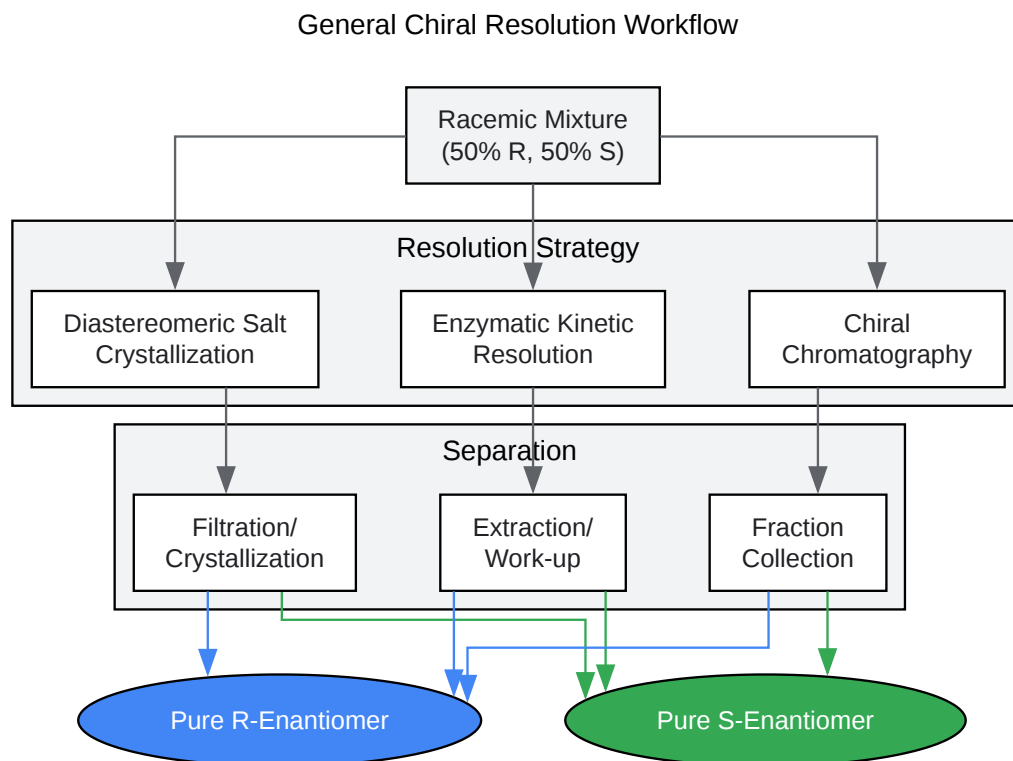 General Chiral Resolution Workflow
Racemic Mixture
(50% R, 50% S)
Resolution Strategy
Diastereomeric Salt
Crystallization
Enzymatic Kinetic
Resolution
Chiral
Chromatography
Separation
Filtration/
Crystallization
Extraction/
Work-up
Fraction
Collection
Pure R-Enantiomer
Pure S-Enantiomer